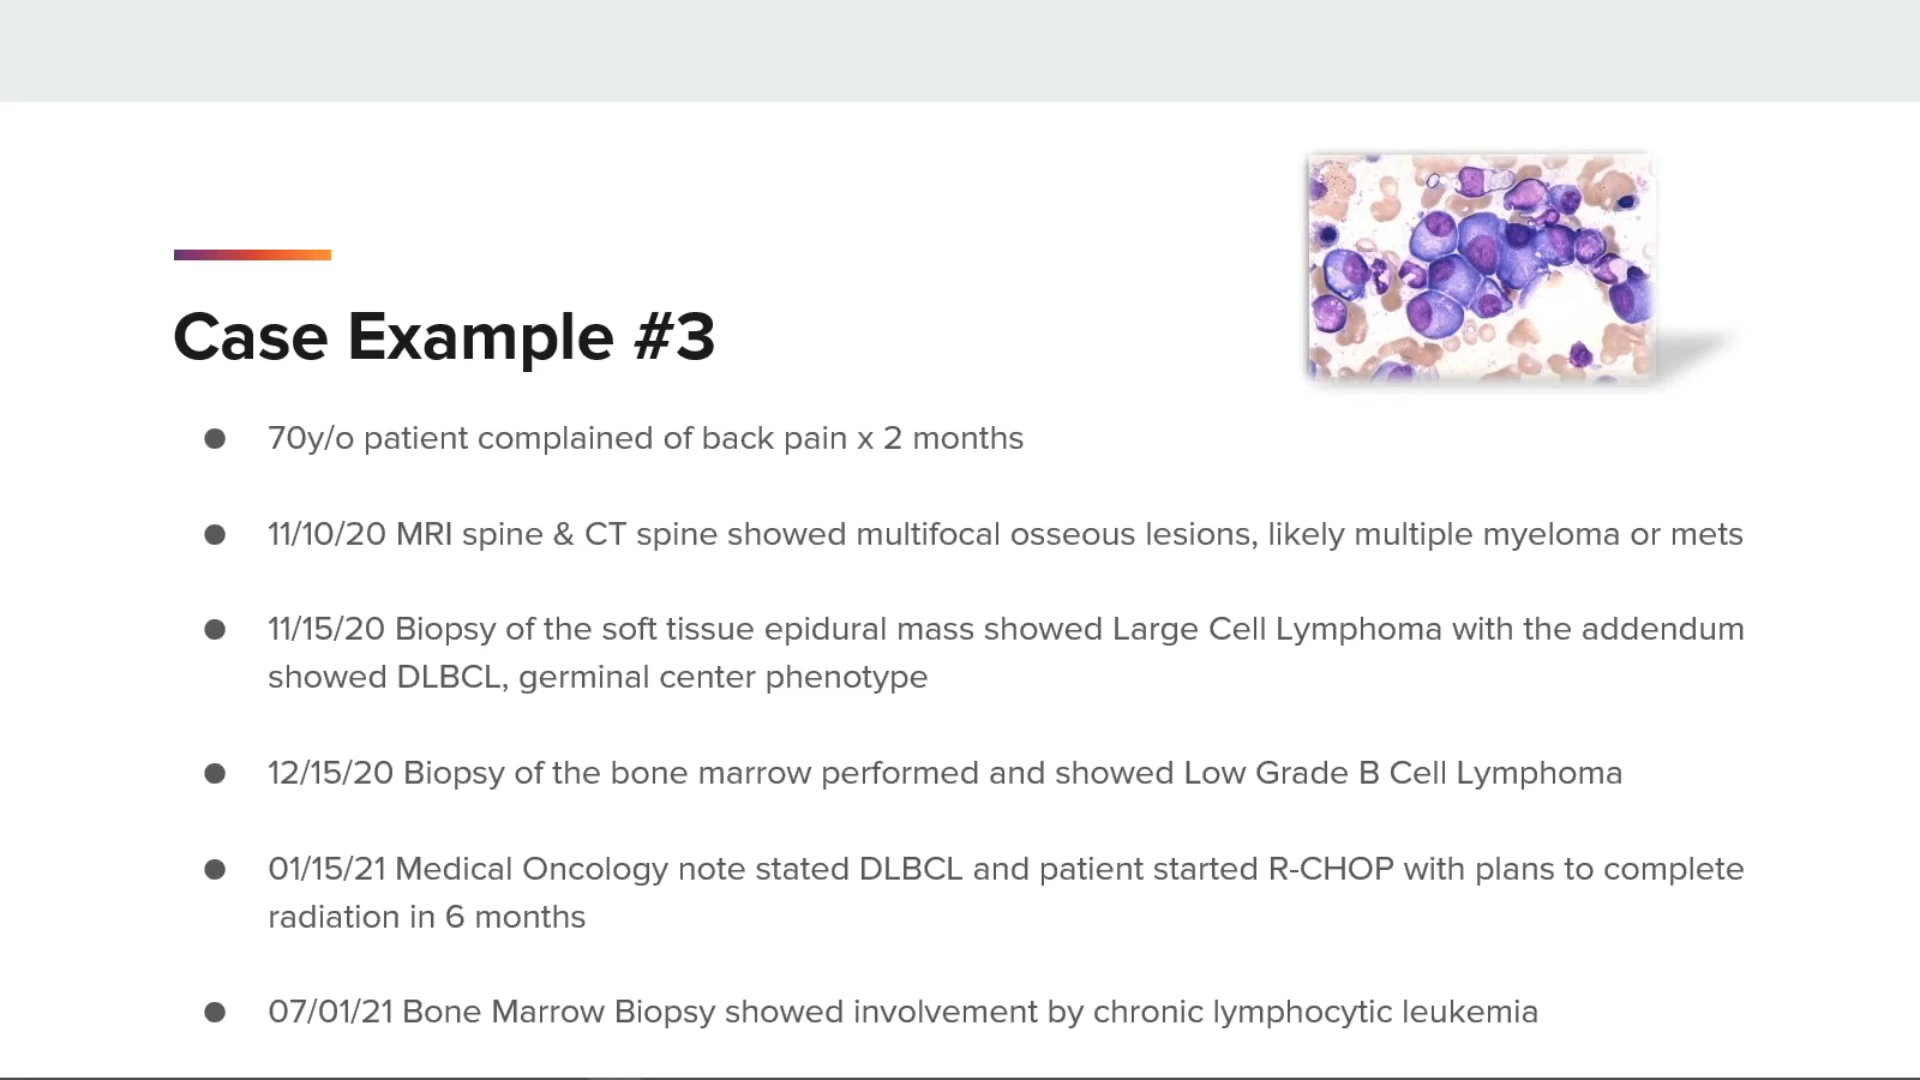 Case Example #3
● 70y/o patient complained of back pain x 2 months
● 11/10/20 MRI spine & CT spine showed multifocal osseous lesions, likely multiple myeloma or mets
● 11/15/20 Biopsy of the soft tissue epidural mass showed Large Cell Lymphoma with the addendum
showed DLBCL, germinal center phenotype
● 12/15/20 Biopsy of the bone marrow performed and showed Low Grade B Cell Lymphoma
● 01/15/21 Medical Oncology note stated DLBCL and patient started R-CHOP with plans to complete
radiation in 6 months
● 07/01/21 Bone Marrow Biopsy showed involvement by chronic lymphocytic leukemia